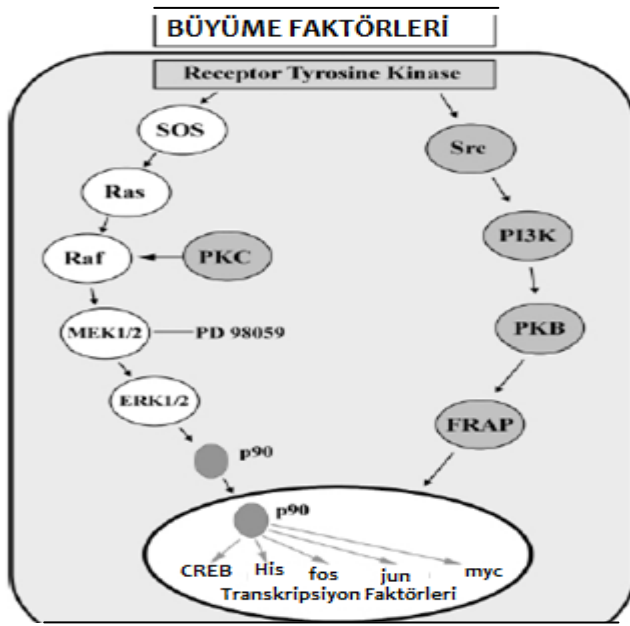 BÜYÜME FAKTÖRLERİ
Receptor Tyrosine Kinase
SOS
Src
Ras
PI3K
Raf
PKC
MEK1/2
PD 98059
PKB
ERK1/2
FRAP
p90
p90
CREB His fos jun myc
Transkripsiyon Faktörleri